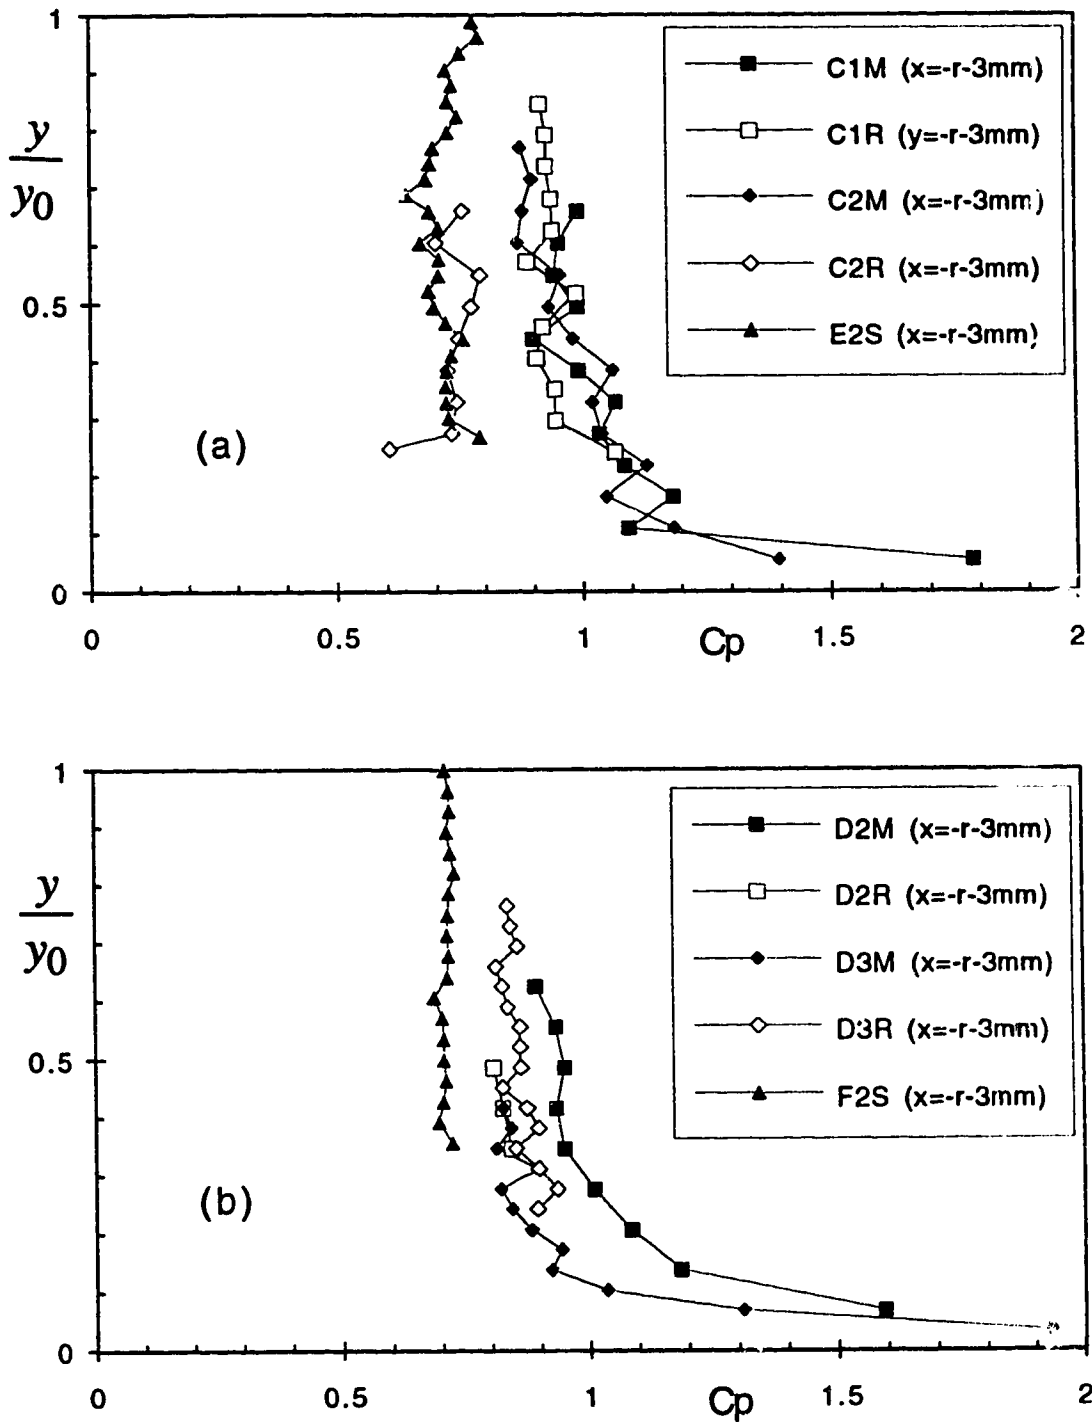 1
y
y0
0.5
0
(a)
C1M (x=-r-3mm)
C1R (y=-r-3mm)
C2M (x=-r-3mm)
C2R (x=-r-3mm)
E2S (x=-r-3mm)
0 0.5 1 Cp 1.5 2
1
y
y0
0.5
0
(b)
D2M (x=-r-3mm)
D2R (x=-r-3mm)
D3M (x=-r-3mm)
D3R (x=-r-3mm)
F2S (x=-r-3mm)
0 0.5 1 Cp 1.5 2